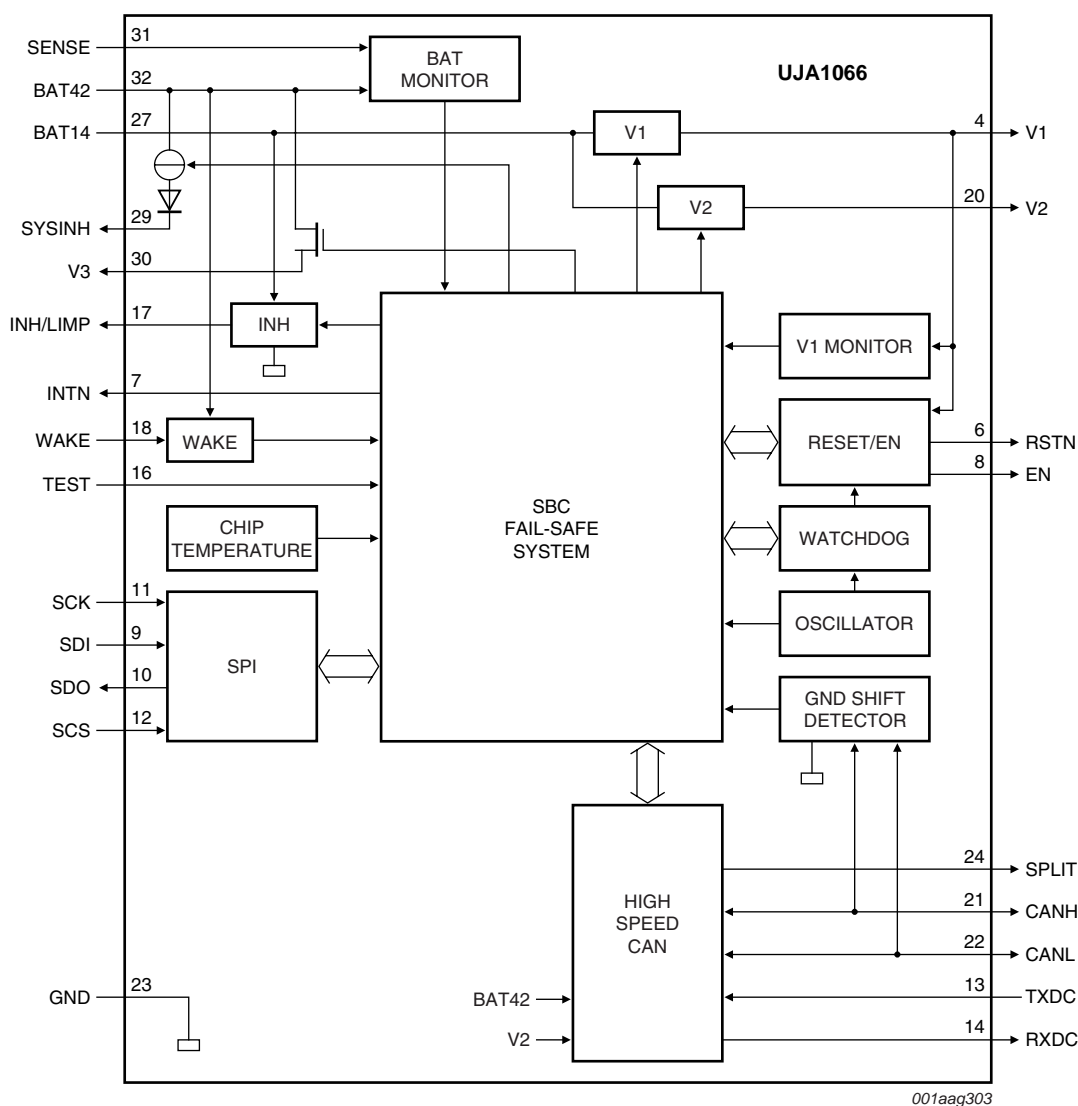 SENSE
31
BAT42
32
BAT14
27
SYSINH
29
V3
30
INH/LIMP
17
INTN
7
WAKE
18
TEST
16
SCK
11
SDI
9
SDO
10
SCS
12
GND
23
BAT
MONITOR
UJA1066
V1
V2
INH
WAKE
CHIP
TEMPERATURE
SPI
SBC
FAIL-SAFE
SYSTEM
V1 MONITOR
RESET/EN
WATCHDOG
OSCILLATOR
GND SHIFT
DETECTOR
HIGH
SPEED
CAN
BAT42
V2
4
V1
20
V2
6
RSTN
8
EN
24
SPLIT
21
CANH
22
CANL
13
TXDC
14
RXDC
001aag303